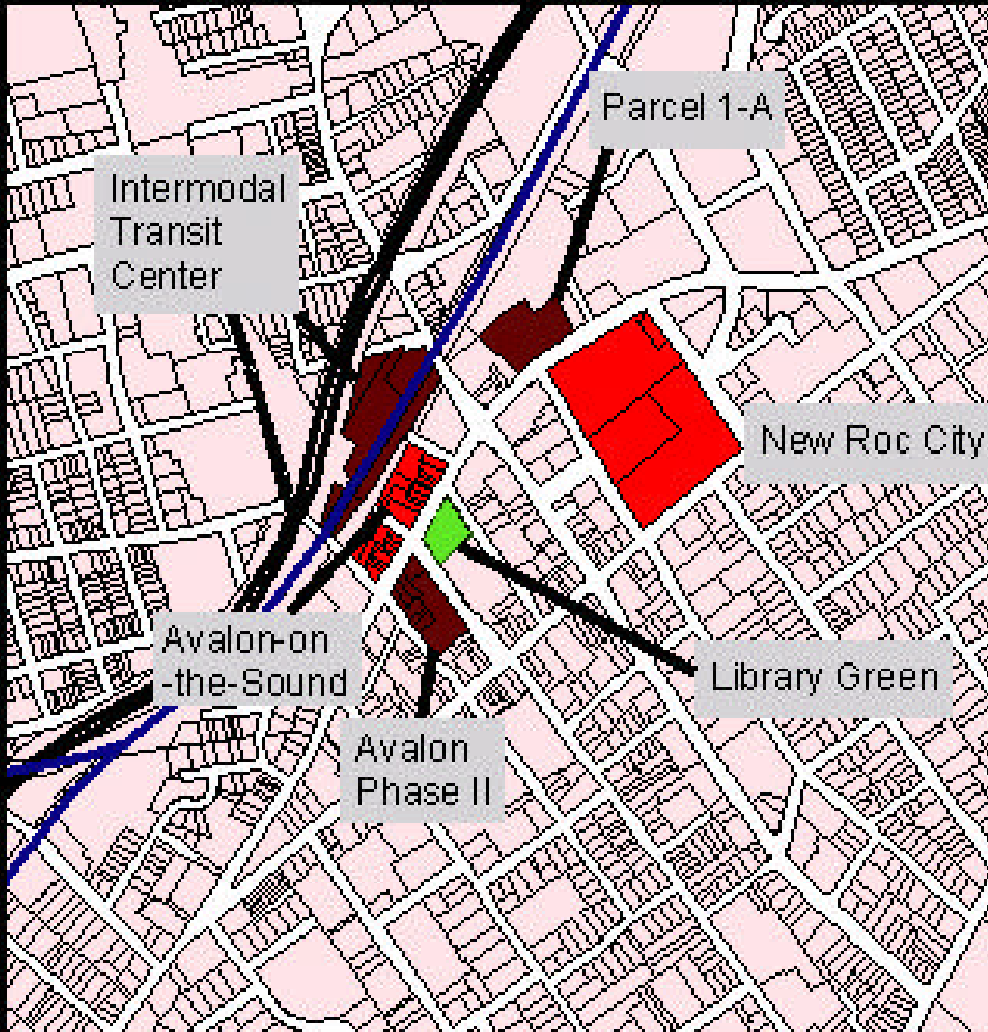 Parcel 1-A
Intermodal
Transit
Center
New Roc City
Avalon-on
-the-Sound
Library Green
Avalon
Phase II